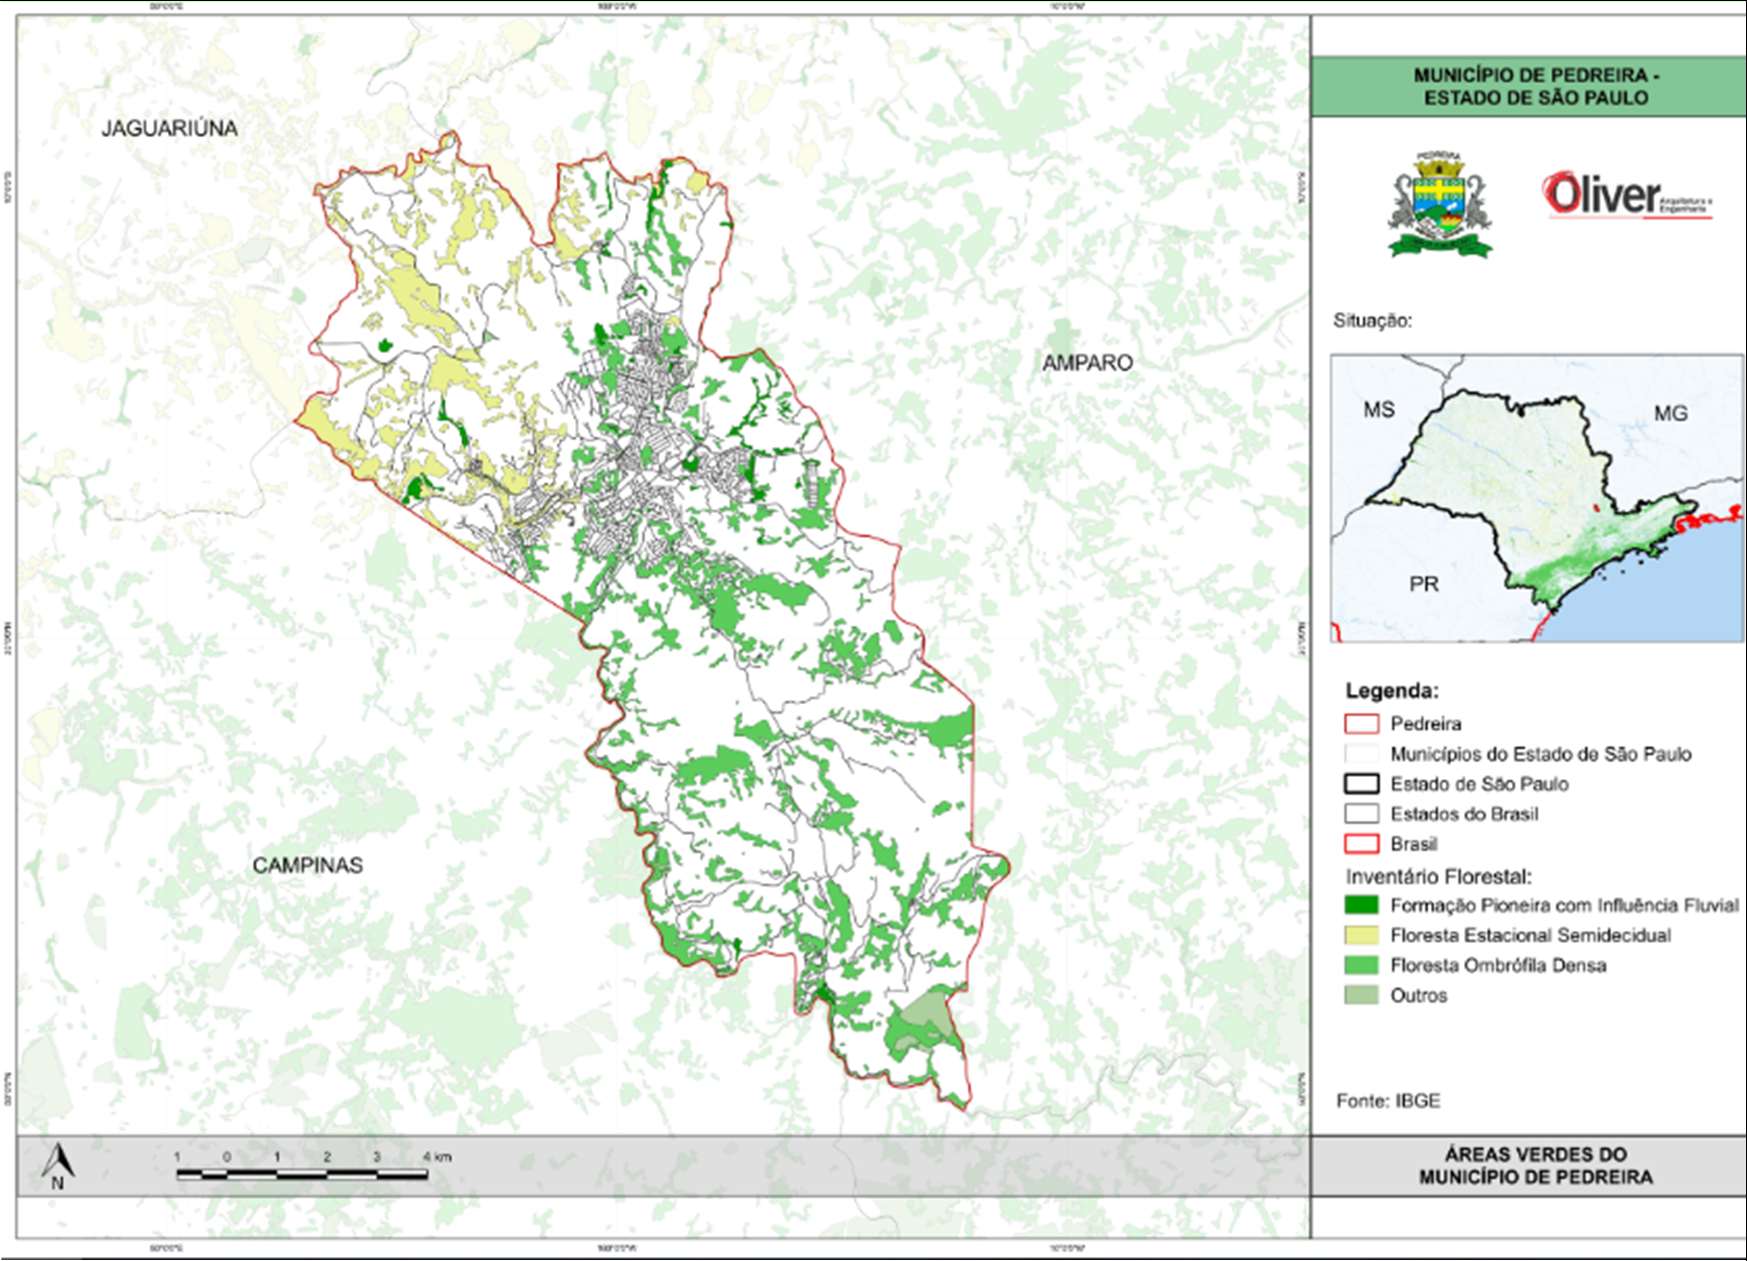 JAGUARIÚNA
AMPARO
CAMPINAS
N
1 0 1 2 3 4 km
MUNICÍPIO DE PEDREIRA -
ESTADO DE SÃO PAULO
PEDREIRA
Oliver
Arquitetura e
Engenharia
Situação:
MS
MG
PR
Legenda:
Pedreira
Municípios do Estado de São Paulo
Estado de São Paulo
Estados do Brasil
Brasil
Inventário Florestal:
Formação Pioneira com Influência Fluvial
Floresta Estacional Semidecidual
Floresta Ombrófila Densa
Outros
Fonte: IBGE
ÁREAS VERDES DO
MUNICÍPIO DE PEDREIRA